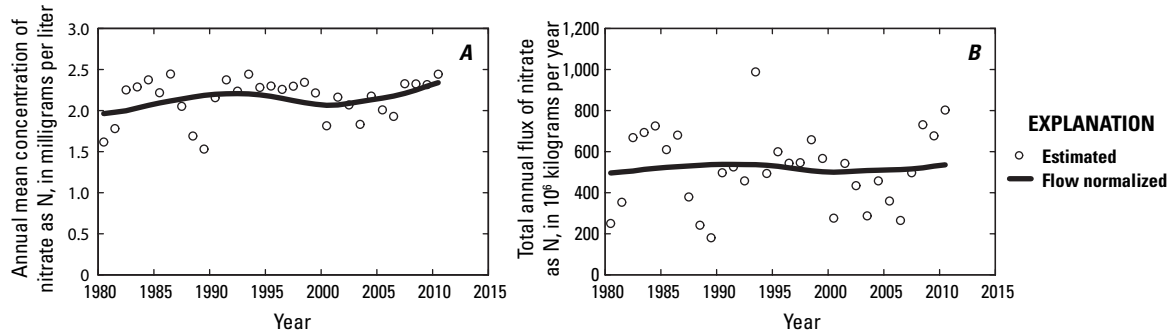 Annual mean concentration of
nitrate as N, in milligrams per liter
3.0
2.5
2.0
1.5
1.0
0.5
0
A
1980 1985 1990 1995 2000 2005 2010 2015
Year
Total annual flux of nitrate
as N, in 10⁶ kilograms per year
1,200
1,000
800
600
400
200
0
B
1980 1985 1990 1995 2000 2005 2010 2015
Year
EXPLANATION
Estimated
Flow normalized